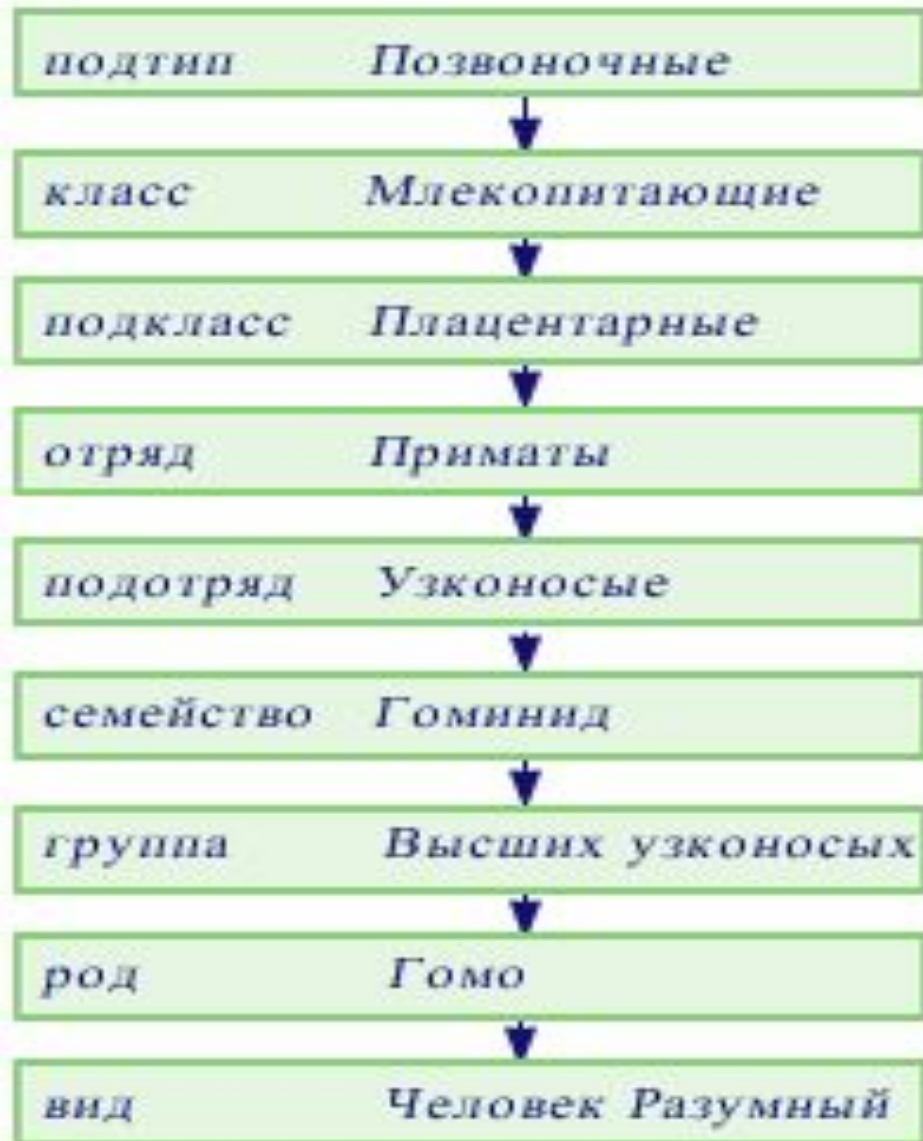 подтип Позвоночные
класс Млекопитающие
подкласс Плацентарные
отряд Приматы
подотряд Узконосые
семейство Гоминид
группа Высших узконосых
род Гомо
вид Человек Разумный